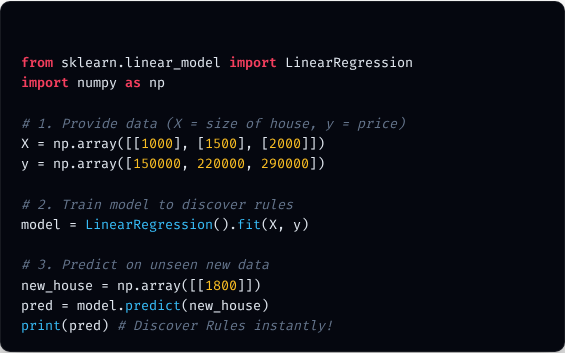 from sklearn.linear_model import LinearRegression
import numpy as np
# 1. Provide data (X = size of house, y = price)
X = np.array([[1000], [1500], [2000]])
y = np.array([150000, 220000, 290000])
# 2. Train model to discover rules
model = LinearRegression().fit(X, y)
# 3. Predict on unseen new data
new_house = np.array([[1800]])
pred = model.predict(new_house)
print(pred) # Discover Rules instantly!